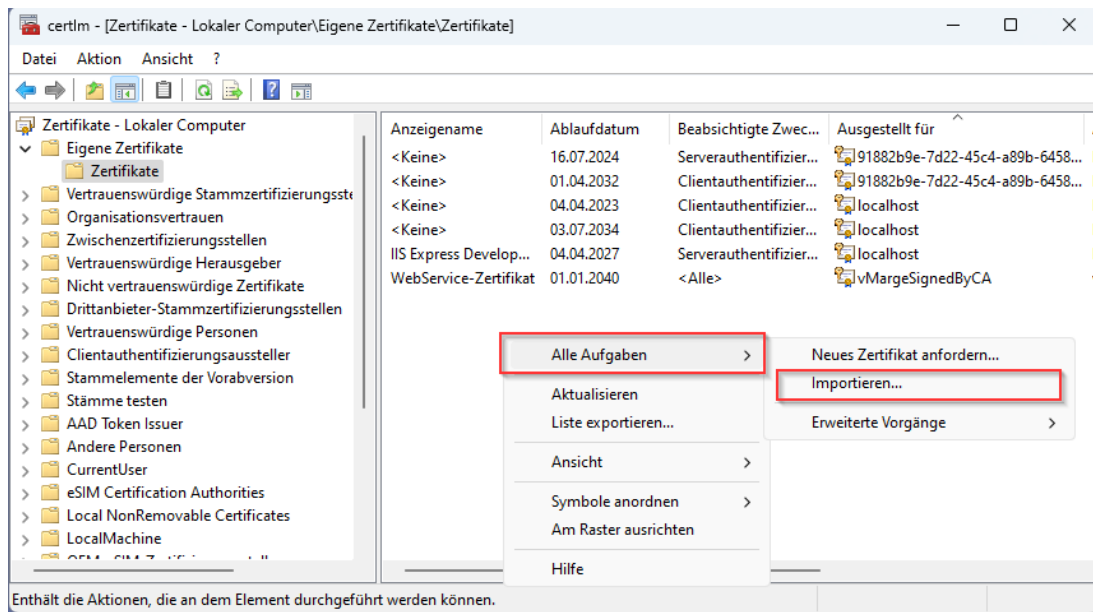 certlm - [Zertifikate - Lokaler Computer\Eigene Zertifikate\Zertifikate]
Datei Aktion Ansicht ?
Zertifikate - Lokaler Computer
Eigene Zertifikate
Zertifikate
Vertrauenswürdige Stammzertifizierungsste
Organisationsvertrauen
Zwischenzertifizierungsstellen
Vertrauenswürdige Herausgeber
Nicht vertrauenswürdige Zertifikate
Drittanbieter-Stammzertifizierungsstellen
Vertrauenswürdige Personen
Clientauthentifizierungsaussteller
Stammelemente der Vorabversion
Stämme testen
AAD Token Issuer
Andere Personen
CurrentUser
eSIM Certification Authorities
Local NonRemovable Certificates
LocalMachine
Anzeigename Ablaufdatum Beabsichtigte Zwec... Ausgestellt für
<Keine> 16.07.2024 Serverauthentifizier... 91882b9e-7d22-45c4-a89b-6458...
<Keine> 01.04.2032 Clientauthentifizier... 91882b9e-7d22-45c4-a89b-6458...
<Keine> 04.04.2023 Clientauthentifizier... localhost
<Keine> 03.07.2034 Clientauthentifizier... localhost
IIS Express Develop... 04.04.2027 Serverauthentifizier... localhost
WebService-Zertifikat 01.01.2040 <Alle> vMargeSignedByCA
Alle Aufgaben
Aktualisieren
Liste exportieren...
Ansicht
Symbole anordnen
Am Raster ausrichten
Hilfe
Neues Zertifikat anfordern...
Importieren...
Erweiterte Vorgänge
Enthält die Aktionen, die an dem Element durchgeführt werden können.